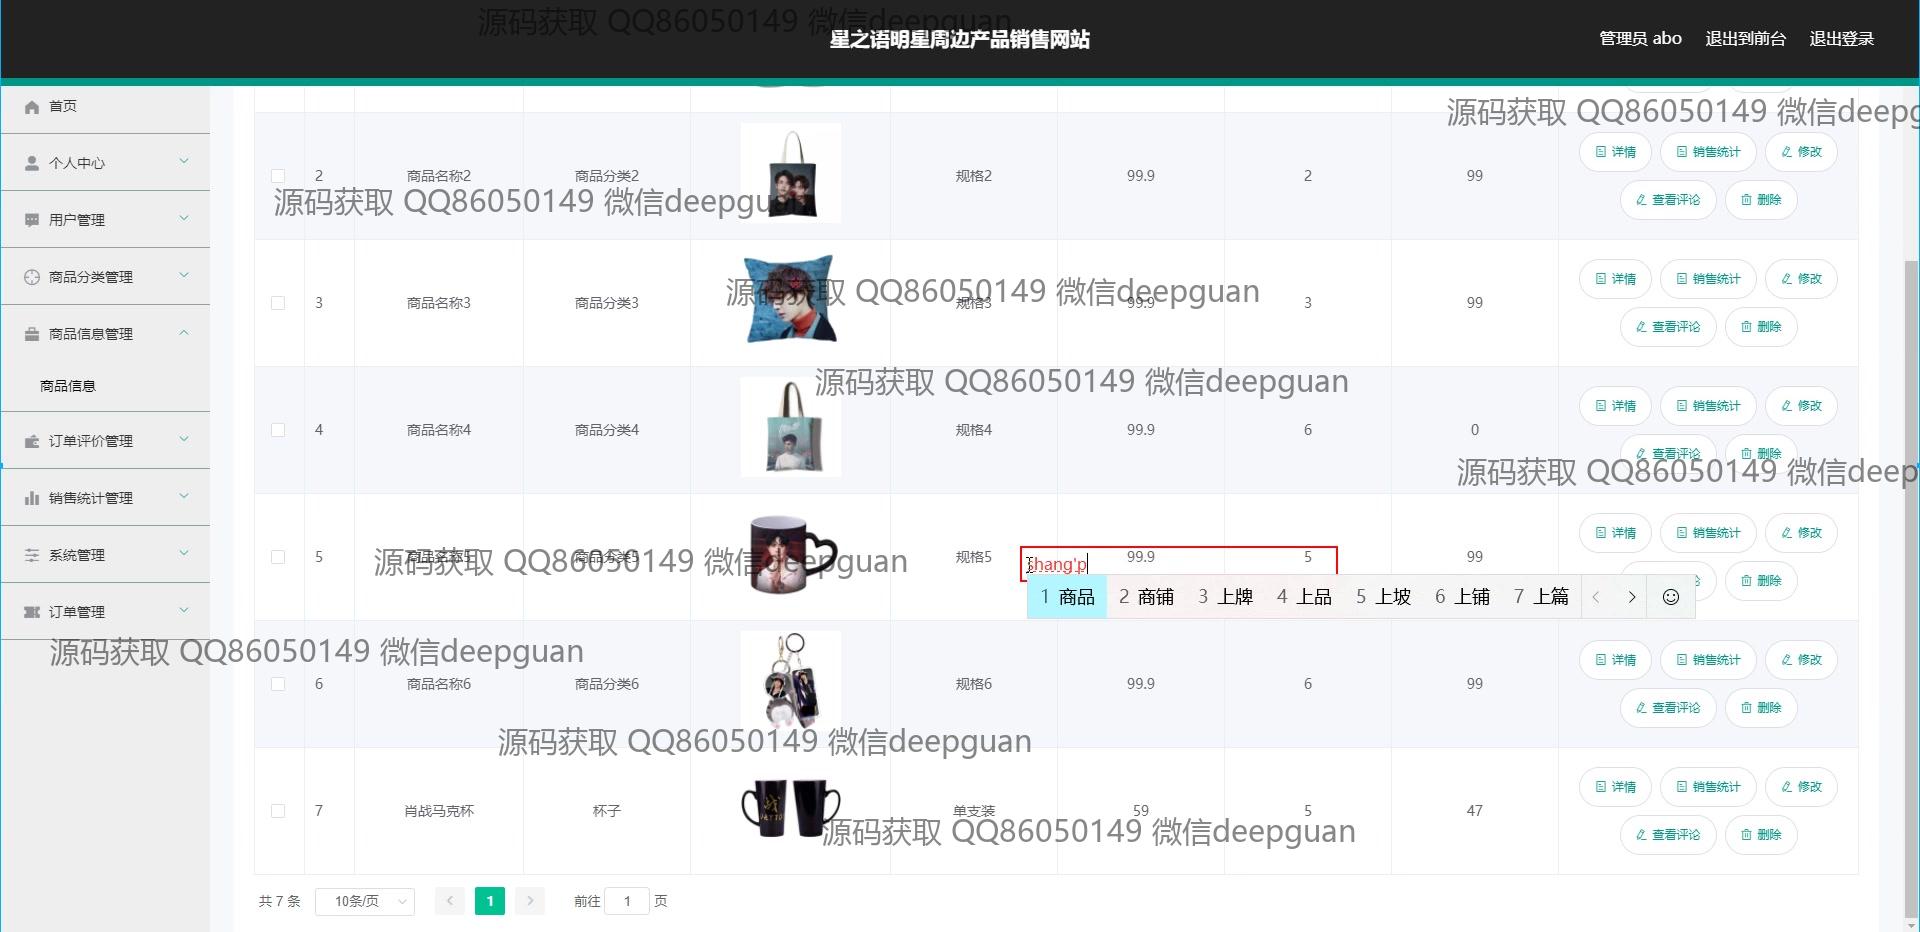 源码获取 QQ86050149 微信deepguan
星之语明星周边产品销售网站
管理员 abo 退出到前台 退出登录
首页
源码获取 QQ86050149 微信deepg
个人中心
2 商品名称2 商品分类2 规格2 99.9 2 99 详情 销售统计 修改
查看评论 删除
源码获取 QQ86050149 微信deepguan
用户管理
商品分类管理
3 商品名称3 商品分类3 规格3 99.9 3 99 详情 销售统计 修改
查看评论 删除
源码获取 QQ86050149 微信deepguan
商品信息管理
商品信息
源码获取 QQ86050149 微信deepguan
4 商品名称4 商品分类4 规格4 99.9 6 0 详情 销售统计 修改
查看评论 删除
订单评价管理
源码获取 QQ86050149 微信deep
销售统计管理
5 商品名称5 商品分类5 规格5 99.9 5 99 详情 销售统计 修改
删除
源码获取 QQ86050149 微信deepguan
系统管理
shang'p
1 商品 2 商铺 3 上牌 4 上品 5 上坡 6 上铺 7 上篇
订单管理
源码获取 QQ86050149 微信deepguan
6 商品名称6 商品分类6 规格6 99.9 6 99 详情 销售统计 修改
查看评论 删除
源码获取 QQ86050149 微信deepguan
7 肖战马克杯 杯子 单支装 59 5 47 详情 销售统计 修改
查看评论 删除
源码获取 QQ86050149 微信deepguan
共 7 条 10条/页 1 前往 1 页